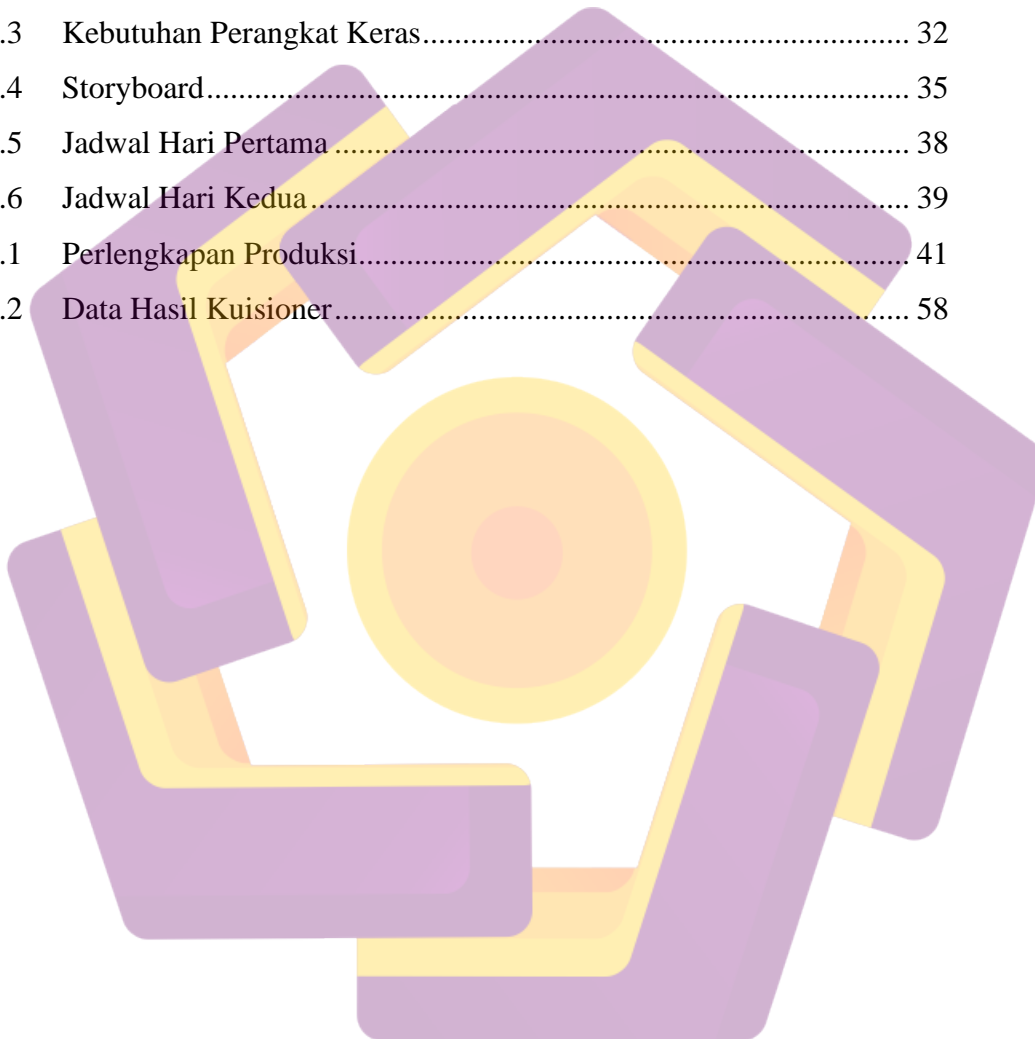 .3 Kebutuhan Perangkat Keras............................................................. 32
.4 Storyboard........................................................................................ 35
.5 Jadwal Hari Pertama ........................................................................ 38
.6 Jadwal Hari Kedua........................................................................... 39
.1 Perlengkapan Produksi..................................................................... 41
.2 Data Hasil Kuisioner........................................................................ 58